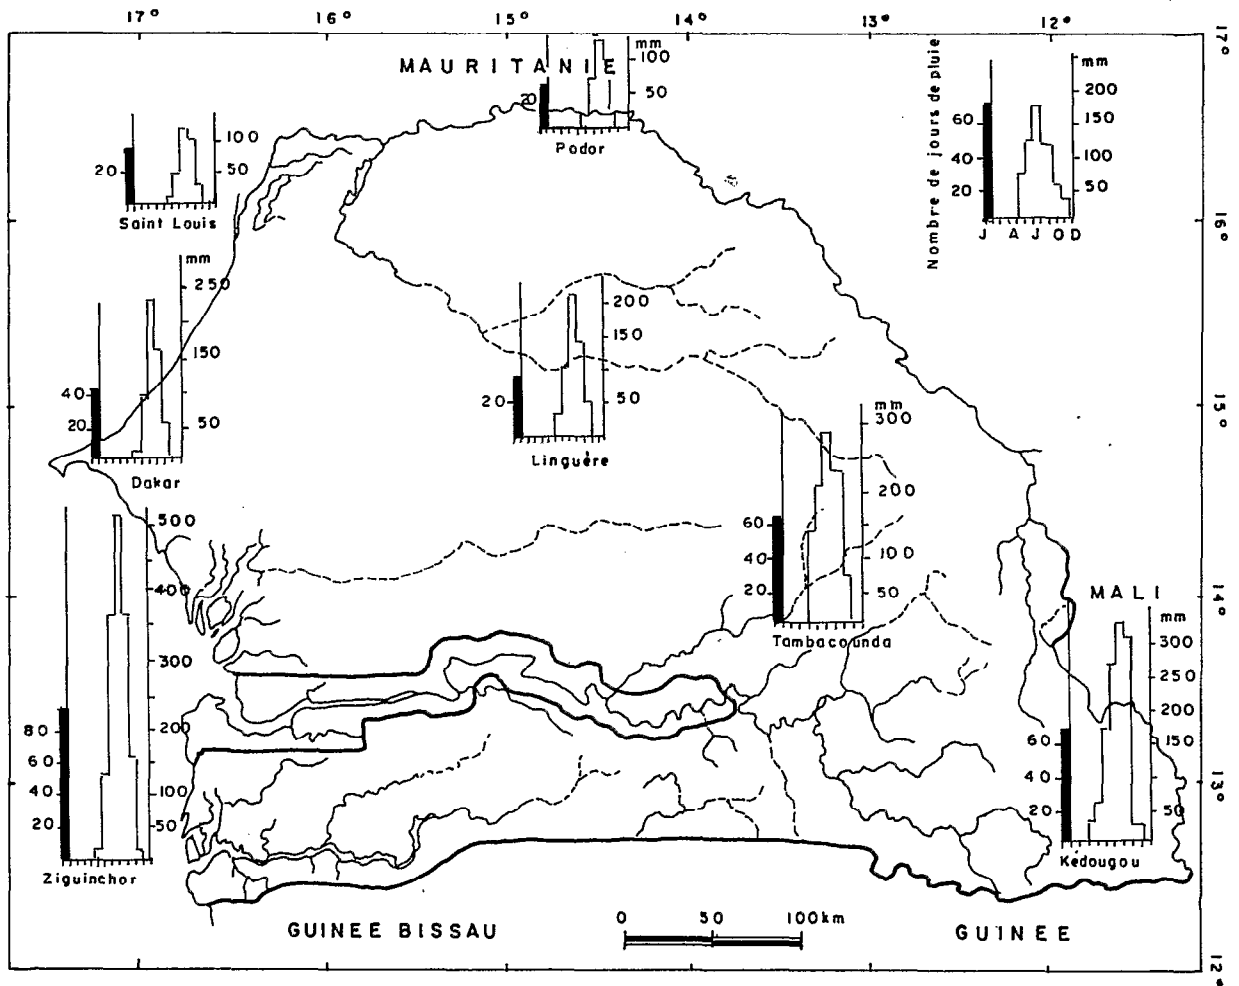 17° 16° 15° 14° 13° 12°
17°
16°
15°
14°
13°
12°
MAURITANIE
mm
100
50
20
Podor
100
50
20
Saint Louis
Nombre de jours de pluie
mm
200
150
100
50
60
40
20
J A J O D
mm
250
150
50
40
20
Dakar
200
150
50
20
Linguère
mm
300
200
100
50
60
40
20
Tambacounda
500
400
300
200
100
50
80
60
40
20
Ziguinchor
MALI
mm
300
250
200
150
50
60
40
20
Kédougou
GUINEE BISSAU
0 50 100km
GUINEE